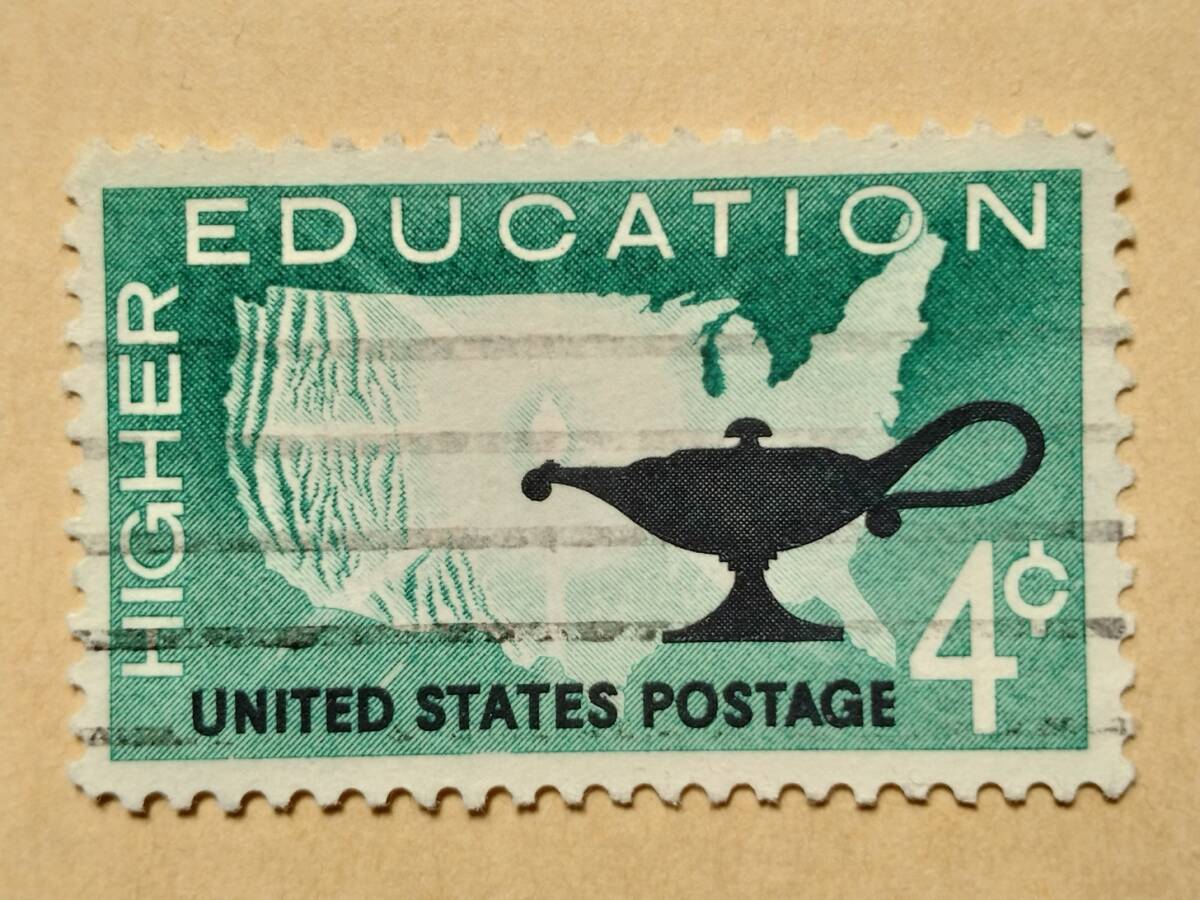 HIGHER
EDUCATION
4¢
UNITED STATES POSTAGE